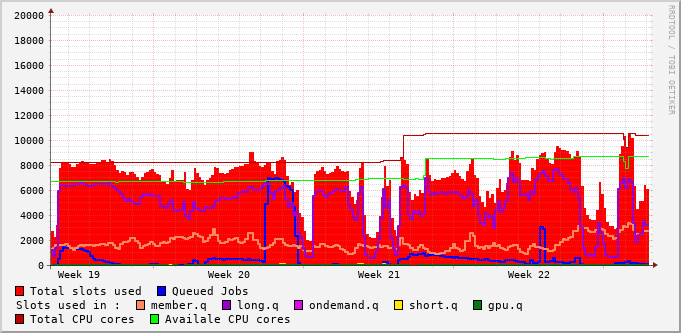 20000
18000
16000
14000
12000
10000
8000
6000
4000
2000
0
Week 19 Week 20 Week 21 Week 22
Total slots used Queued Jobs
Slots used in : member.q long.q ondemand.q short.q gpu.q
Total CPU cores Availale CPU cores
RRDTOOL / TOBI OETIKER